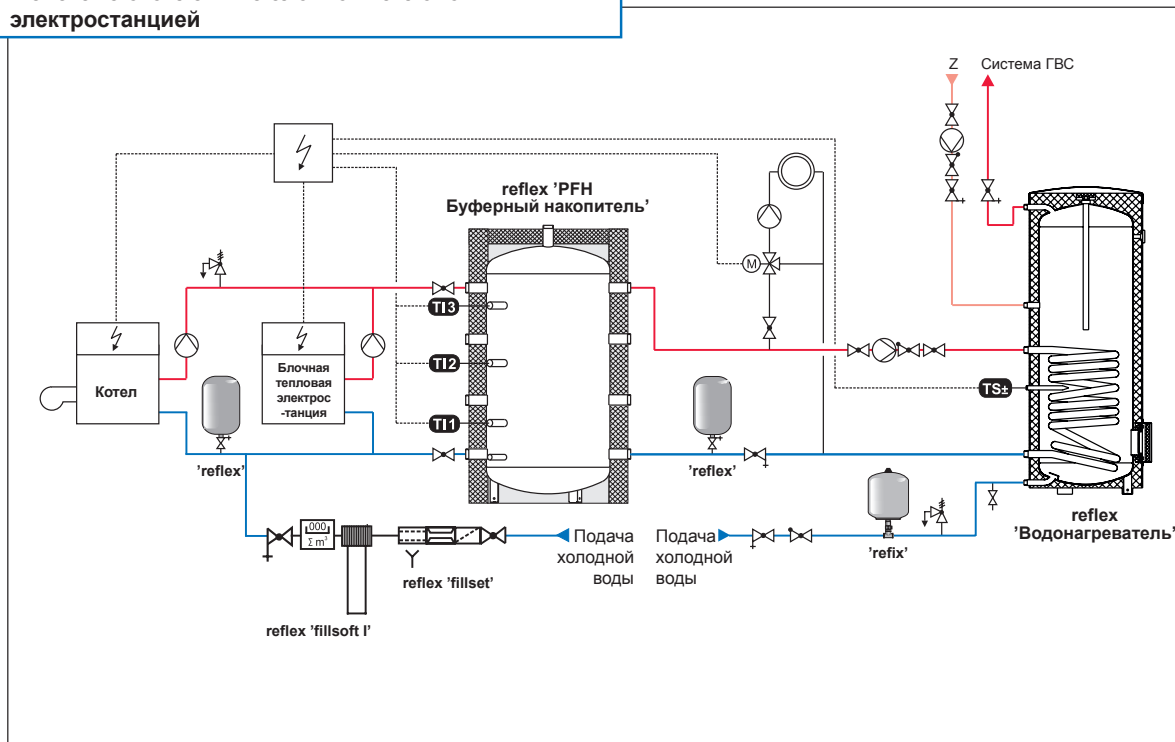 электростанцией
Z Система ГВС
reflex 'PFH
Буферный накопитель'
M
TI3
TI2
TI1
TS±
Котел
Блочная
тепловая
электрос
-танция
'reflex'
'reflex'
'refix'
reflex
'Водонагреватель'
000
Σ m³
Подача
холодной
воды
Подача
холодной
воды
reflex 'fillset'
reflex 'fillsoft I'